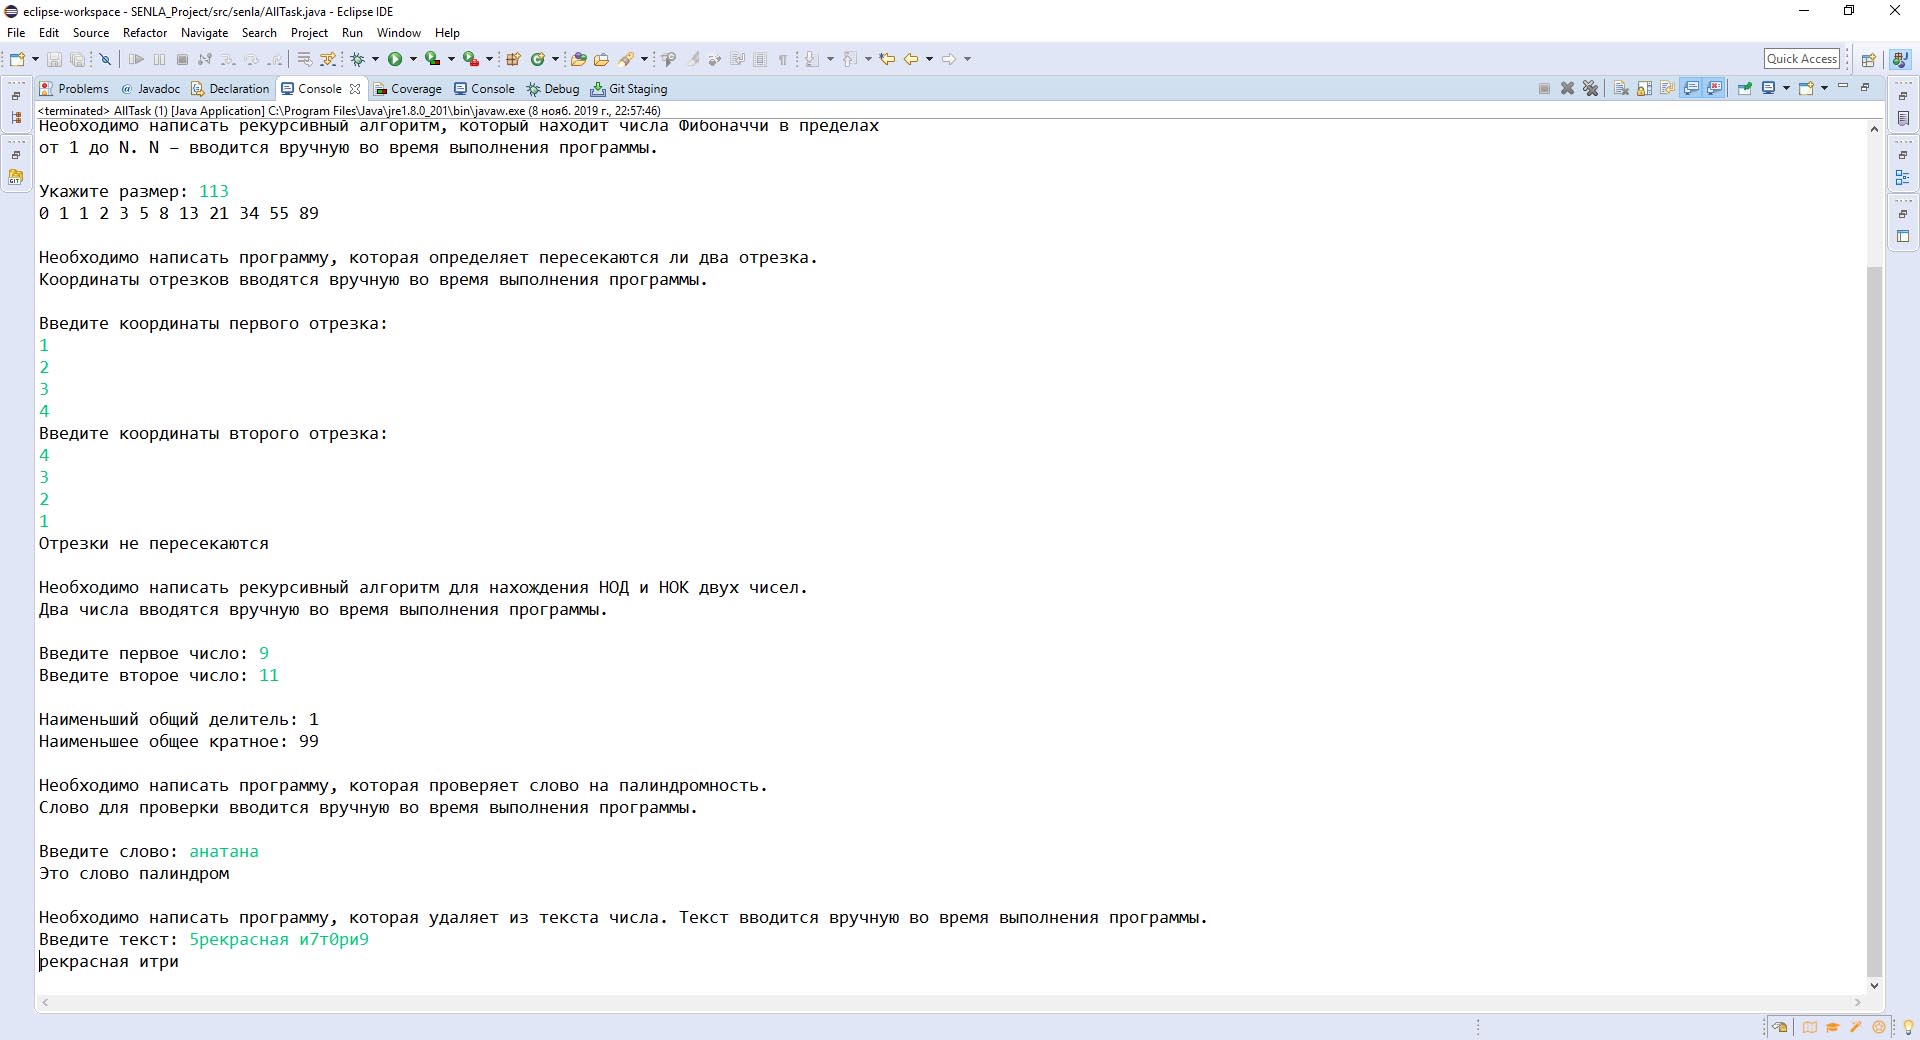 eclipse-workspace - SENLA_Project/src/senla/AllTask.java - Eclipse IDE
File Edit Source Refactor Navigate Search Project Run Window Help
Quick Access
Problems @ Javadoc Declaration Console Coverage Console Debug Git Staging
<terminated> AllTask (1) [Java Application] C:\Program Files\Java\jre1.8.0_201\bin\javaw.exe (8 нояб. 2019 г., 22:57:46)
Необходимо написать рекурсивный алгоритм, который находит числа Фибоначчи в пределах
от 1 до N. N – вводится вручную во время выполнения программы.
Укажите размер: 113
0 1 1 2 3 5 8 13 21 34 55 89
Необходимо написать программу, которая определяет пересекаются ли два отрезка.
Координаты отрезков вводятся вручную во время выполнения программы.
Введите координаты первого отрезка:
1
2
3
4
Введите координаты второго отрезка:
4
3
2
1
Отрезки не пересекаются
Необходимо написать рекурсивный алгоритм для нахождения НОД и НОК двух чисел.
Два числа вводятся вручную во время выполнения программы.
Введите первое число: 9
Введите второе число: 11
Наименьший общий делитель: 1
Наименьшее общее кратное: 99
Необходимо написать программу, которая проверяет слово на палиндромность.
Слово для проверки вводится вручную во время выполнения программы.
Введите слово: анатана
Это слово палиндром
Необходимо написать программу, которая удаляет из текста числа. Текст вводится вручную во время выполнения программы.
Введите текст: 5рекрасная и7т0ри9
рекрасная итри